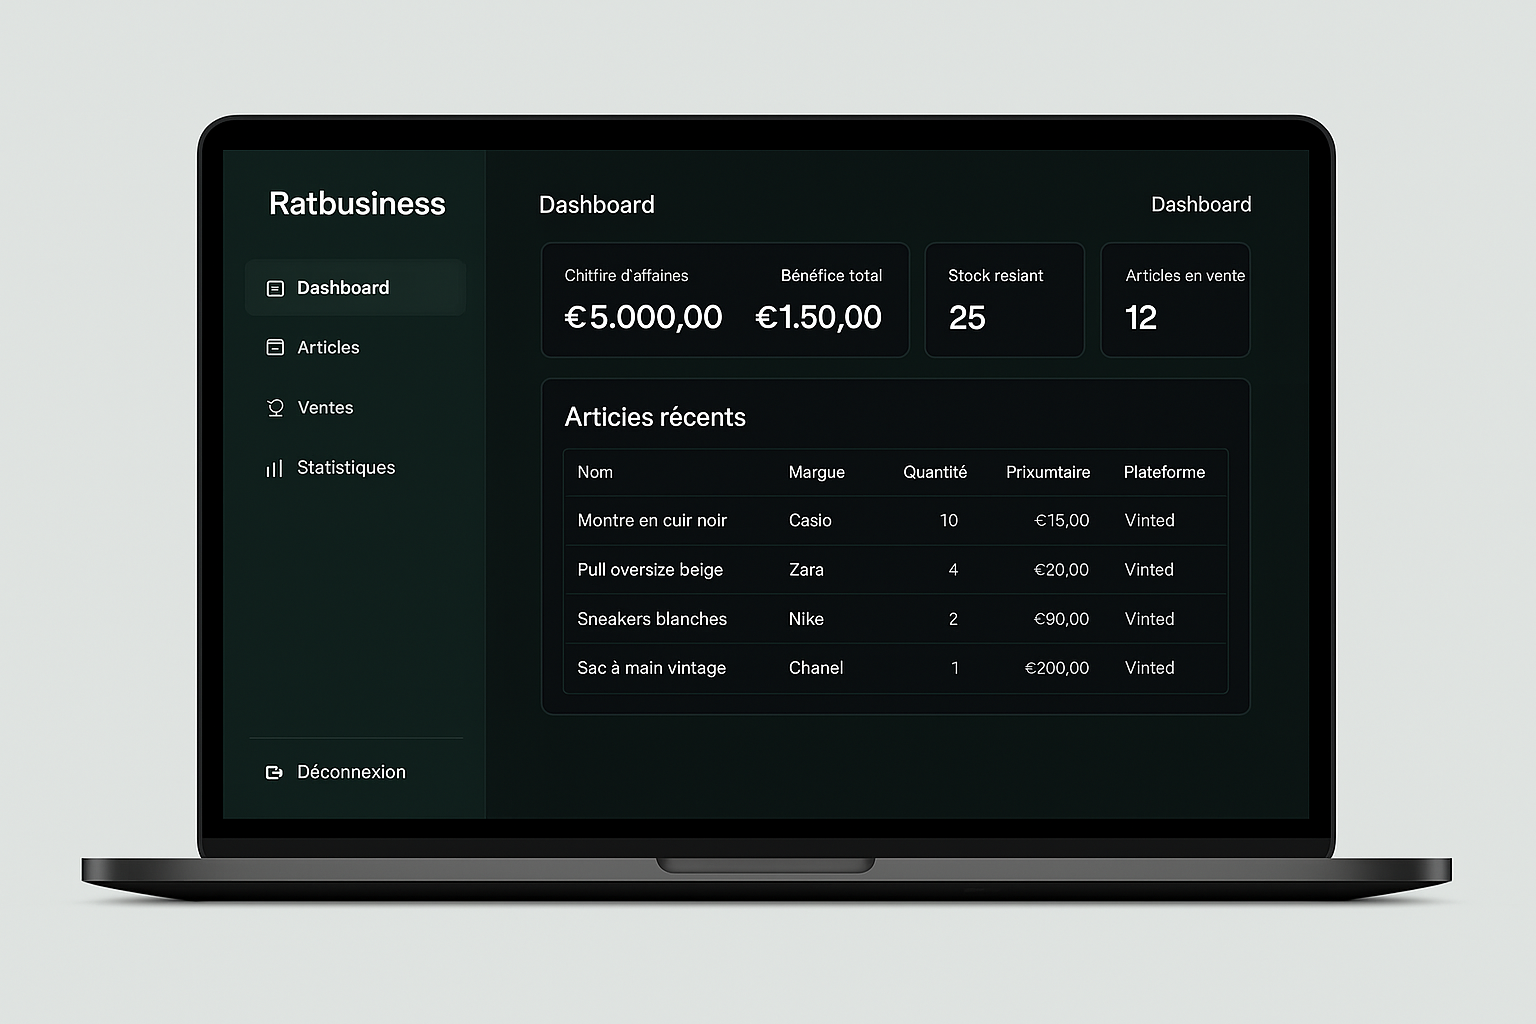 Ratbusiness
Dashboard
Articles
Ventes
Statistiques
Déconnexion
Dashboard
Dashboard
Chitfire d'affaines
€5.000,00
Bénéfice total
€1.50,00
Stock resiant
25
Articles en vente
12
Articies récents
Nom Margue Quantité Prixumtaire Plateforme
Montre en cuir noir Casio 10 €15,00 Vinted
Pull oversize beige Zara 4 €20,00 Vinted
Sneakers blanches Nike 2 €90,00 Vinted
Sac à main vintage Chanel 1 €200,00 Vinted